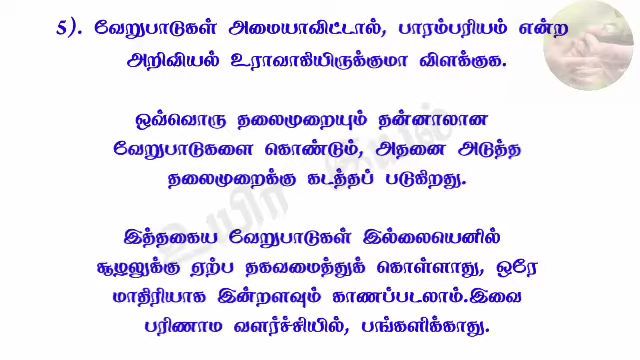 5). வேறுபாடுகள் அமையாவிட்டால், பாரம்பரியம் என்ற
அறிவியல் உராவாகியிருக்குமா விளக்குக.
ஒவ்வொரு தலைமுறையும் தன்னாலான
வேறுபாடுகளை கொண்டும், அதனை அடுத்த
தலைமுறைக்கு கடத்தப் படுகிறது.
இத்தகைய வேறுபாடுகள் இல்லையெனில்
சூழலுக்கு ஏற்ப தகவமைத்துக் கொள்ளாது, ஒரே
மாதிரியாக இன்றளவும் காணப்படலாம்.இவை
பரிணாம வளர்ச்சியில், பங்களிக்காது.
உயிர் இயல்